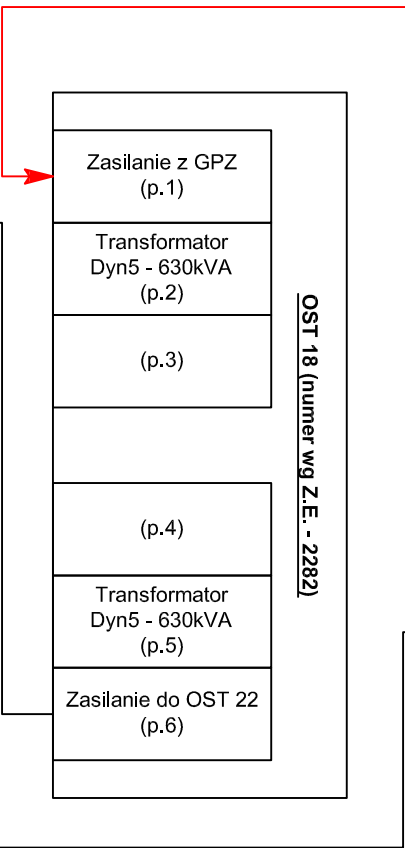 Zasilanie z GPZ
(p.1)
Transformator
Dyn5 - 630kVA
(p.2)
(p.3)
(p.4)
Transformator
Dyn5 - 630kVA
(p.5)
Zasilanie do OST 22
(p.6)
OST 18 (numer wg Z.E. - 2282)